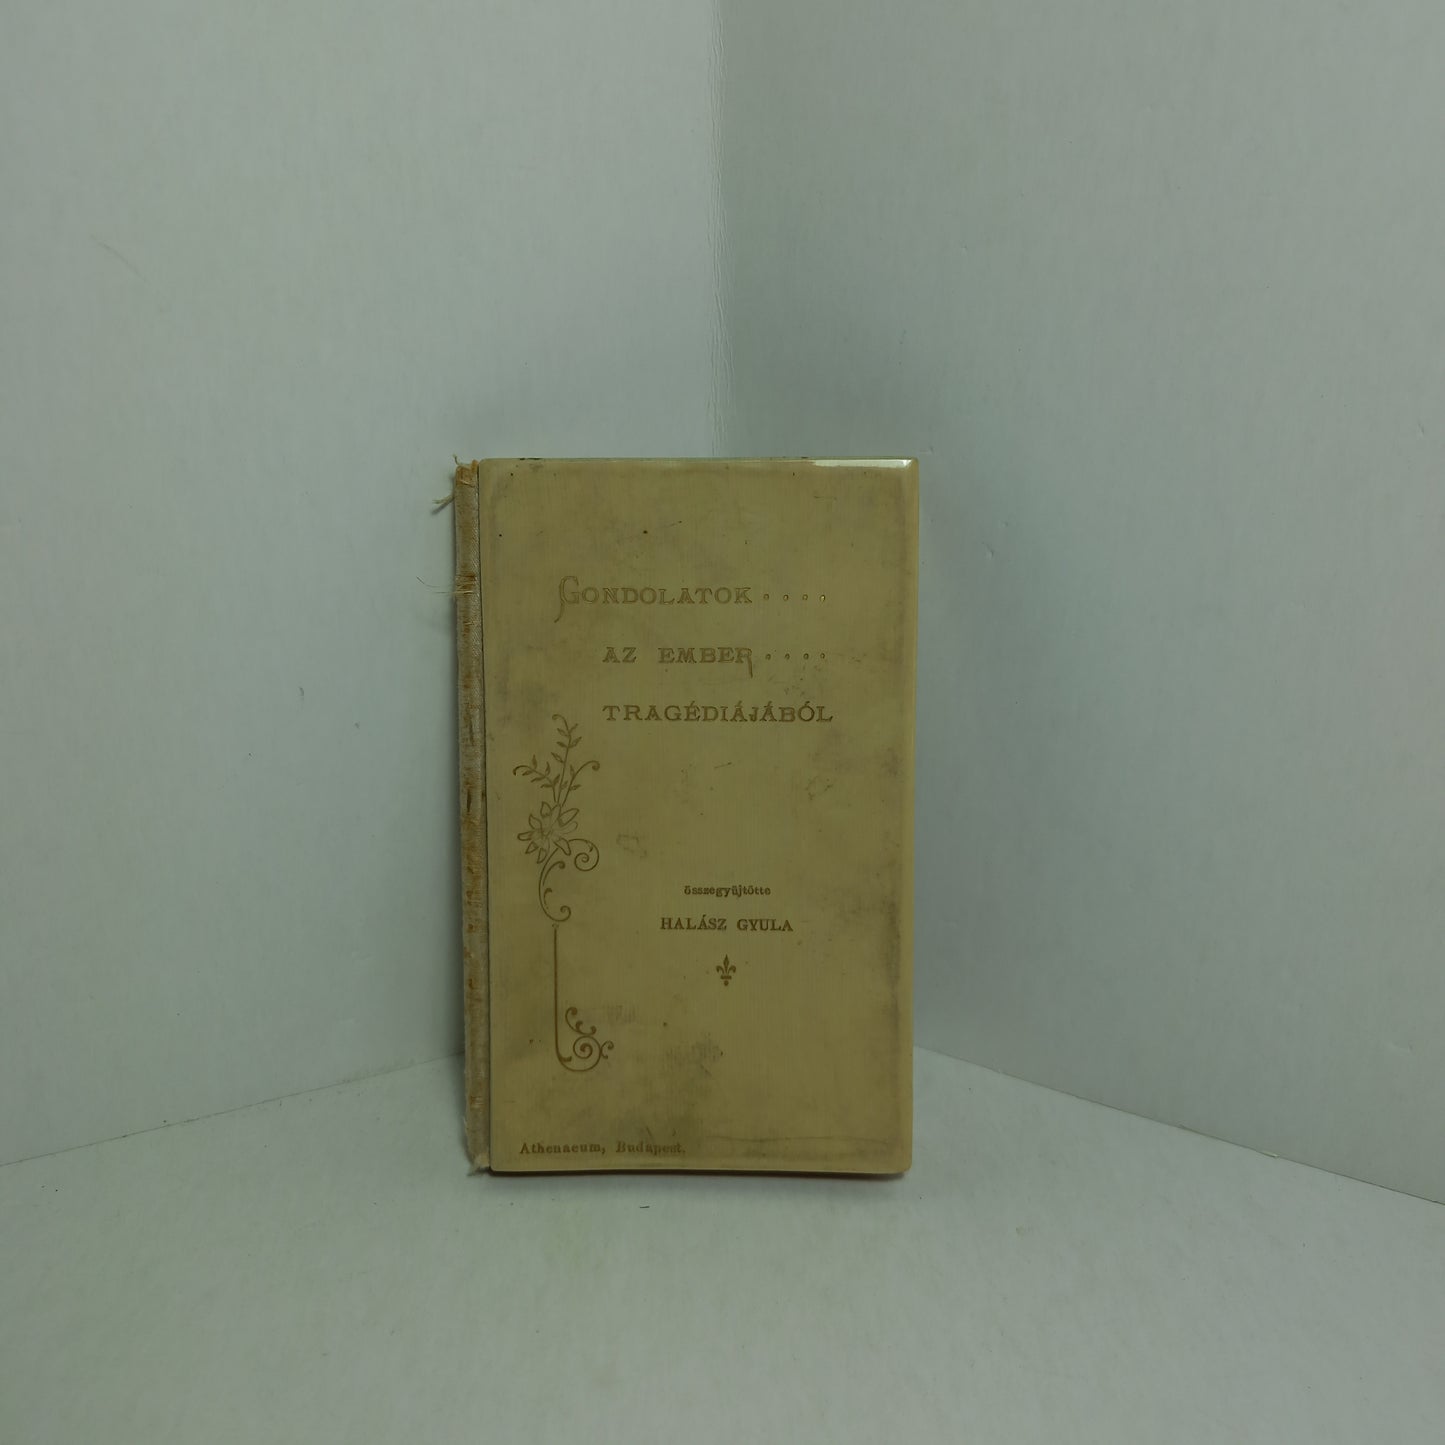 GONDOLATOK . . . .
AZ EMBER . . . .
TRAGÉDIÁJÁBÓL
összegyüjtötte
HALÁSZ GYULA
Athenaeum, Budapest.